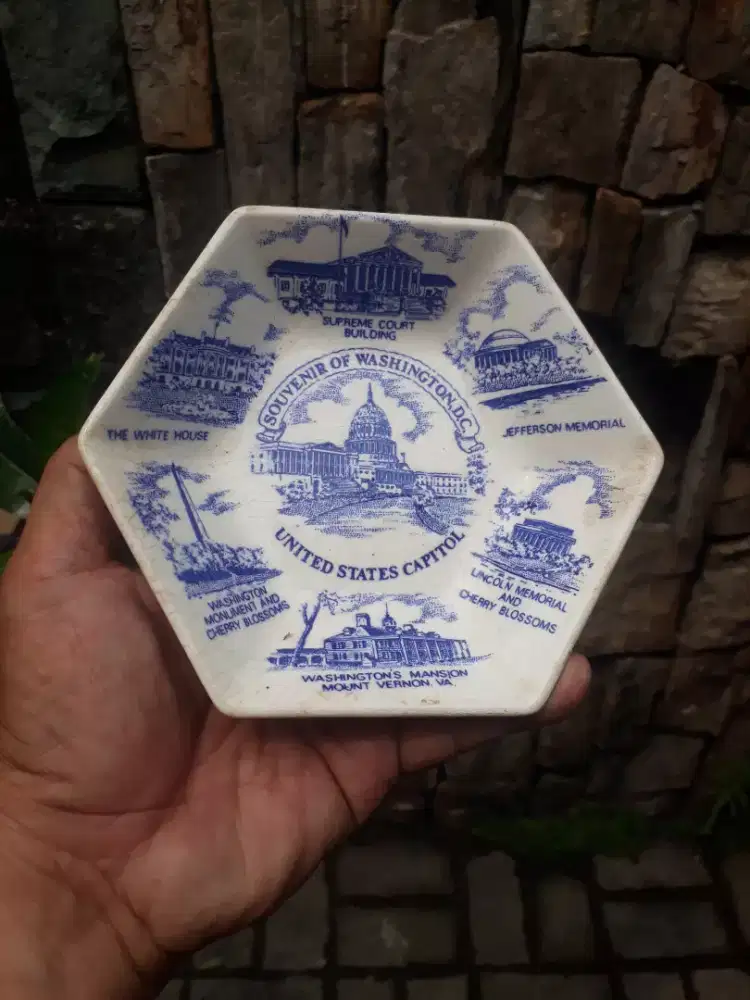 SUPREME COURT
BUILDING
SOUVENIR OF WASHINGTON, D.C.
THE WHITE HOUSE
JEFFERSON MEMORIAL
UNITED STATES CAPITOL
WASHINGTON
MONUMENT AND
CHERRY BLOSSOMS
LINCOLN MEMORIAL
AND
CHERRY BLOSSOMS
WASHINGTON'S MANSION
MOUNT VERNON, VA.